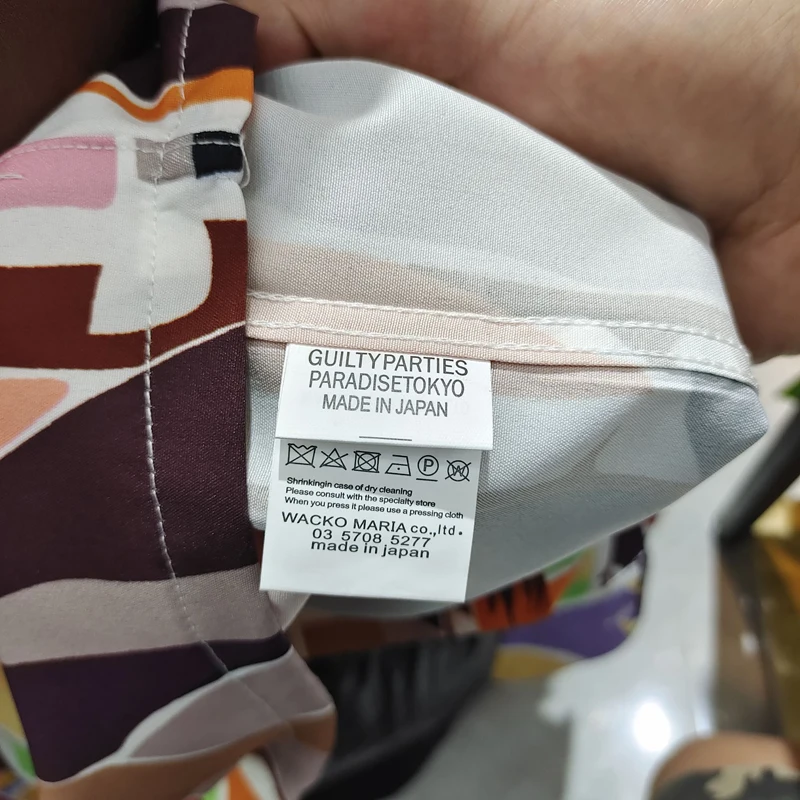 GUILTYPARTIES
PARADISETOKYO
MADE IN JAPAN
Shrinkingin case of dry cleaning
Please consult with the specialty store
When you press it please use a pressing cloth
WACKO MARIA co.,ltd.
03 5708 5277
made in japan